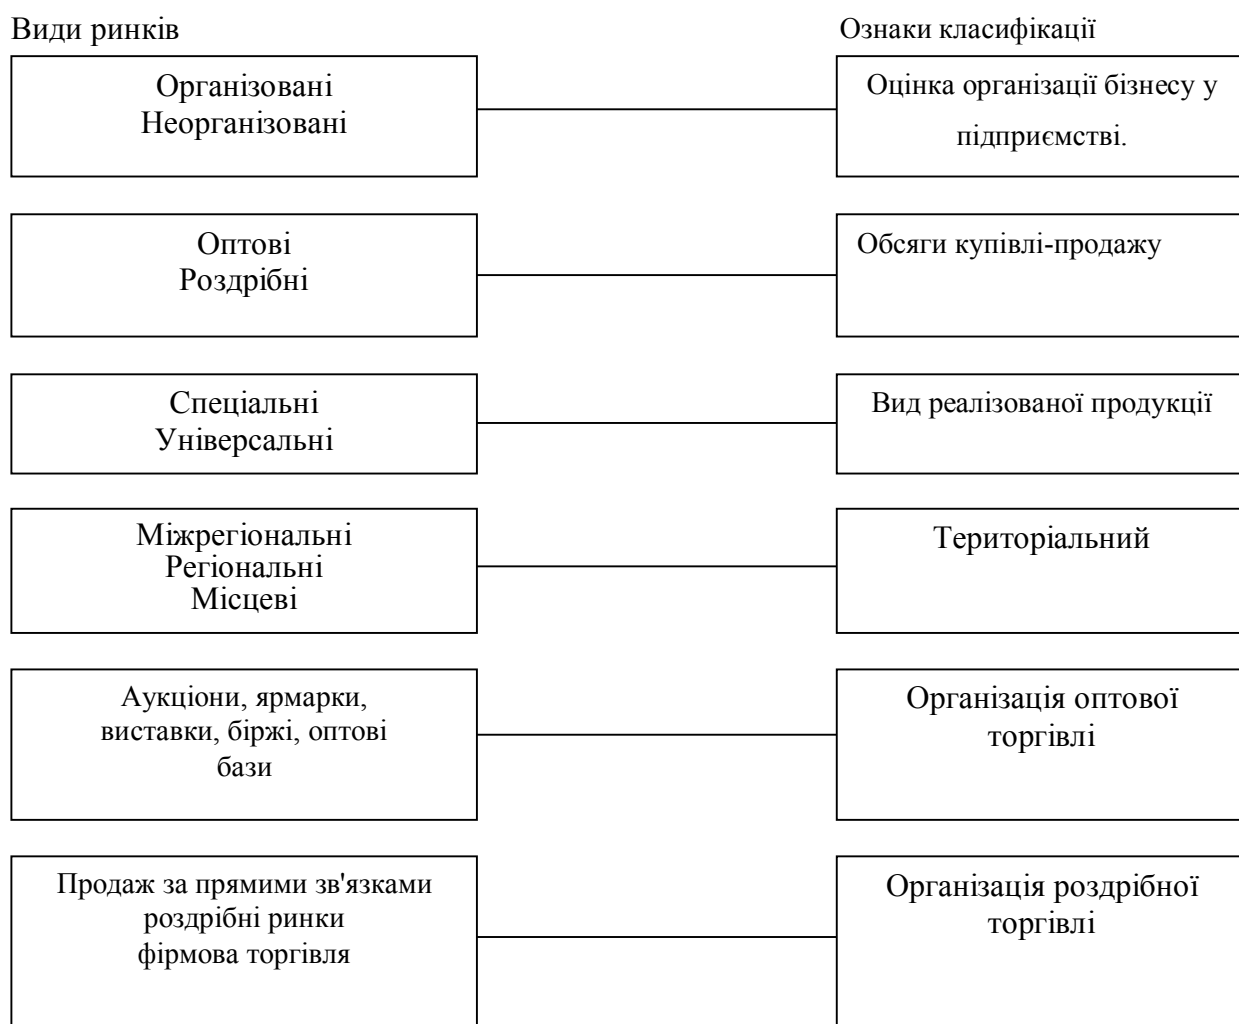 Види ринків
Ознаки класифікації
Організовані
Неорганізовані
Оцінка організації бізнесу у
підприємстві.
Оптові
Роздрібні
Обсяги купівлі-продажу
Спеціальні
Універсальні
Вид реалізованої продукції
Міжрегіональні
Регіональні
Місцеві
Територіальний
Аукціони, ярмарки,
виставки, біржі, оптові
бази
Організація оптової
торгівлі
Продаж за прямими зв'язками
роздрібні ринки
фірмова торгівля
Організація роздрібної
торгівлі